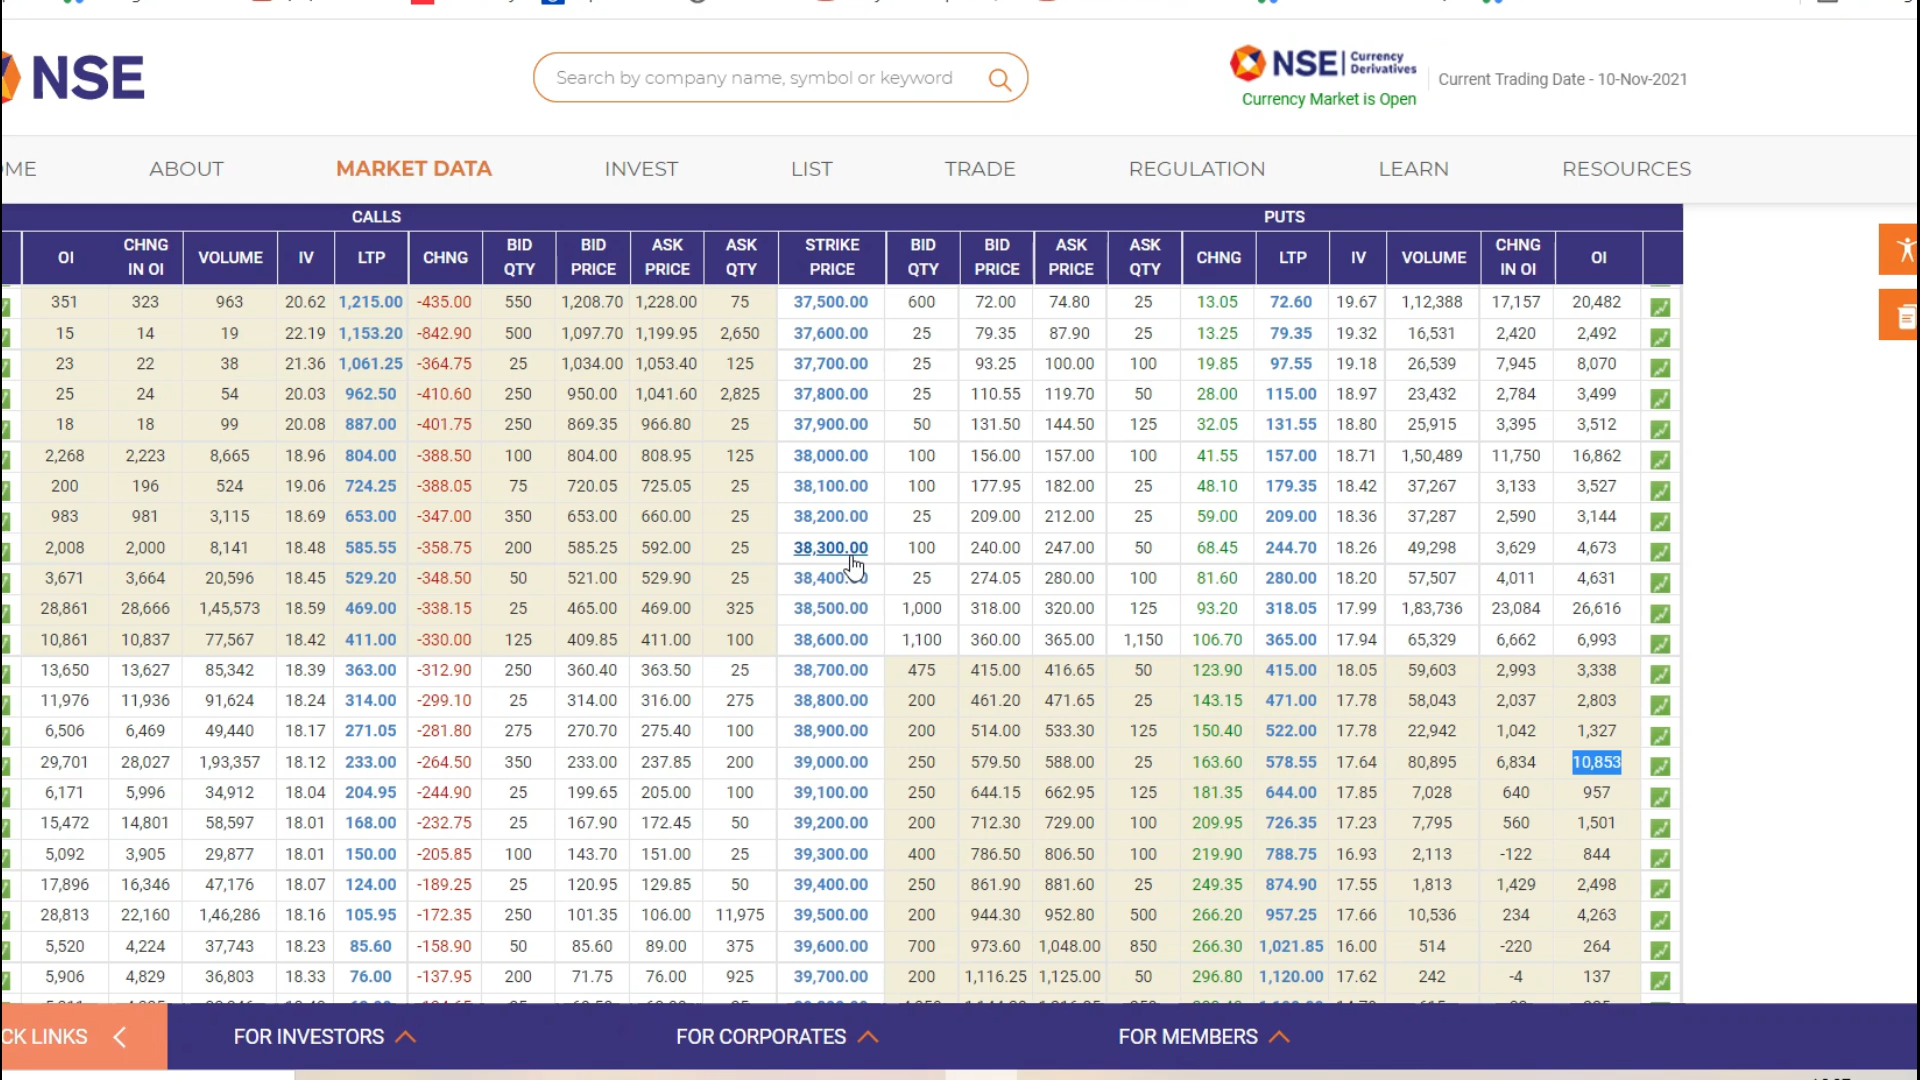 NSE
Search by company name, symbol or keyword
NSE Currency Derivatives
Currency Market is Open
Current Trading Date - 10-Nov-2021
ABOUT MARKET DATA INVEST LIST TRADE REGULATION LEARN RESOURCES
CALLS PUTS
OI CHNG IN OI VOLUME IV LTP CHNG BID QTY BID PRICE ASK PRICE ASK QTY STRIKE PRICE BID QTY BID PRICE ASK PRICE ASK QTY CHNG LTP IV VOLUME CHNG IN OI OI
351 323 963 20.62 1,215.00 -435.00 550 1,208.70 1,228.00 75 37,500.00 600 72.00 74.80 25 13.05 72.60 19.67 1,12,388 17,157 20,482
15 14 19 22.19 1,153.20 -842.90 500 1,097.70 1,199.95 2,650 37,600.00 25 79.35 87.90 25 13.25 79.35 19.32 16,531 2,420 2,492
23 22 38 21.36 1,061.25 -364.75 25 1,034.00 1,053.40 125 37,700.00 25 93.25 100.00 100 19.85 97.55 19.18 26,539 7,945 8,070
25 24 54 20.03 962.50 -410.60 250 950.00 1,041.60 2,825 37,800.00 25 110.55 119.70 50 28.00 115.00 18.97 23,432 2,784 3,499
18 18 99 20.08 887.00 -401.75 250 869.35 966.80 25 37,900.00 50 131.50 144.50 125 32.05 131.55 18.80 25,915 3,395 3,512
2,268 2,223 8,665 18.96 804.00 -388.50 100 804.00 808.95 125 38,000.00 100 156.00 157.00 100 41.55 157.00 18.71 1,50,489 11,750 16,862
200 196 524 19.06 724.25 -388.05 75 720.05 725.05 25 38,100.00 100 177.95 182.00 25 48.10 179.35 18.42 37,267 3,133 3,527
983 981 3,115 18.69 653.00 -347.00 350 653.00 660.00 25 38,200.00 25 209.00 212.00 25 59.00 209.00 18.36 37,287 2,590 3,144
2,008 2,000 8,141 18.48 585.55 -358.75 200 585.25 592.00 25 38,300.00 100 240.00 247.00 50 68.45 244.70 18.26 49,298 3,629 4,673
3,671 3,664 20,596 18.45 529.20 -348.50 50 521.00 529.90 25 38,400.00 25 274.05 280.00 100 81.60 280.00 18.20 57,507 4,011 4,631
28,861 28,666 1,45,573 18.59 469.00 -338.15 25 465.00 469.00 325 38,500.00 1,000 318.00 320.00 125 93.20 318.05 17.99 1,83,736 23,084 26,616
10,861 10,837 77,567 18.42 411.00 -330.00 125 409.85 411.00 100 38,600.00 1,100 360.00 365.00 1,150 106.70 365.00 17.94 65,329 6,662 6,993
13,650 13,627 85,342 18.39 363.00 -312.90 250 360.40 363.50 25 38,700.00 475 415.00 416.65 50 123.90 415.00 18.05 59,603 2,993 3,338
11,976 11,936 91,624 18.24 314.00 -299.10 25 314.00 316.00 275 38,800.00 200 461.20 471.65 25 143.15 471.00 17.78 58,043 2,037 2,803
6,506 6,469 49,440 18.17 271.05 -281.80 275 270.70 275.40 100 38,900.00 200 514.00 533.30 125 150.40 522.00 17.78 22,942 1,042 1,327
29,701 28,027 1,93,357 18.12 233.00 -264.50 350 233.00 237.85 200 39,000.00 250 579.50 588.00 25 163.60 578.55 17.64 80,895 6,834 10,853
6,171 5,996 34,912 18.04 204.95 -244.90 25 199.65 205.00 100 39,100.00 250 644.15 662.95 125 181.35 644.00 17.85 7,028 640 957
15,472 14,801 58,597 18.01 168.00 -232.75 25 167.90 172.45 50 39,200.00 200 712.30 729.00 100 209.95 726.35 17.23 7,795 560 1,501
5,092 3,905 29,877 18.01 150.00 -205.85 100 143.70 151.00 25 39,300.00 400 786.50 806.50 100 219.90 788.75 16.93 2,113 -122 844
17,896 16,346 47,176 18.07 124.00 -189.25 25 120.95 129.85 50 39,400.00 250 861.90 881.60 25 249.35 874.90 17.55 1,813 1,429 2,498
28,813 22,160 1,46,286 18.16 105.95 -172.35 250 101.35 106.00 11,975 39,500.00 200 944.30 952.80 500 266.20 957.25 17.66 10,536 234 4,263
5,520 4,224 37,743 18.23 85.60 -158.90 50 85.60 89.00 375 39,600.00 700 973.60 1,048.00 850 266.30 1,021.85 16.00 514 -220 264
5,906 4,829 36,803 18.33 76.00 -137.95 200 71.75 76.00 925 39,700.00 200 1,116.25 1,125.00 50 296.80 1,120.00 17.62 242 -4 137
LINKS FOR INVESTORS FOR CORPORATES FOR MEMBERS